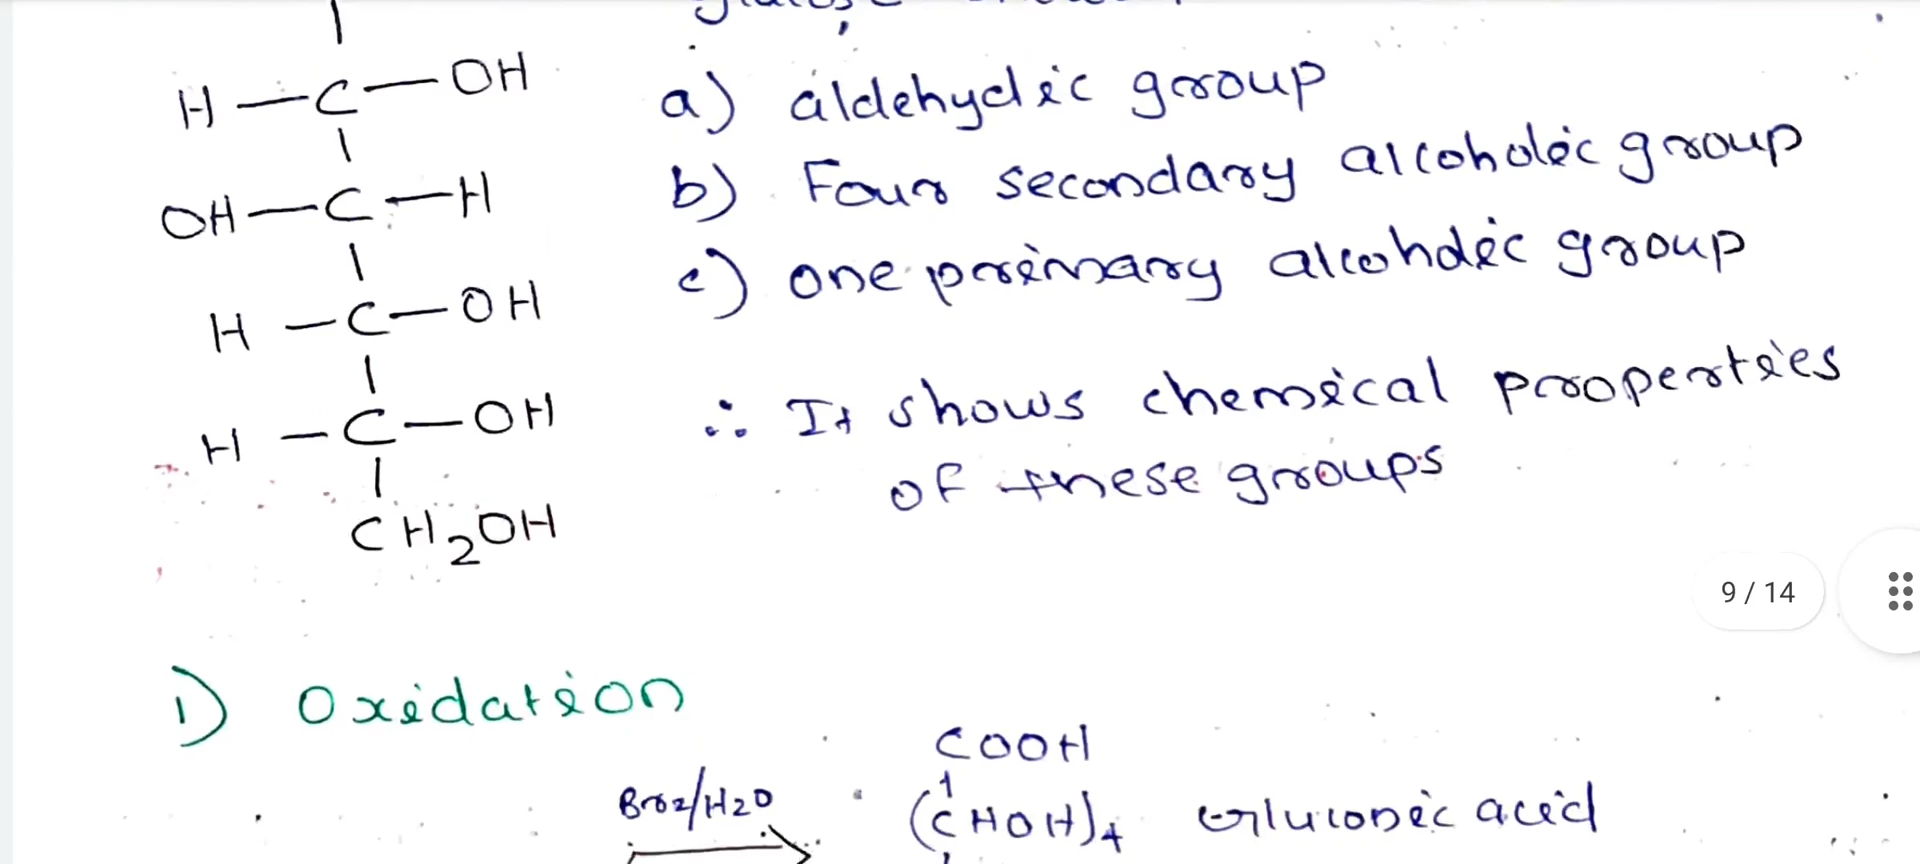 H — C — OH
OH — C — H
H — C — OH
H — C — OH
CH2OH
a) aldehydic group
b) Four secondary alcoholic group
c) one primary alcoholic group
∴ It shows chemical properties
of these groups
9 / 14
1) Oxidation
Br2/H2O
COOH
(CHOH)4 Gluconic acid